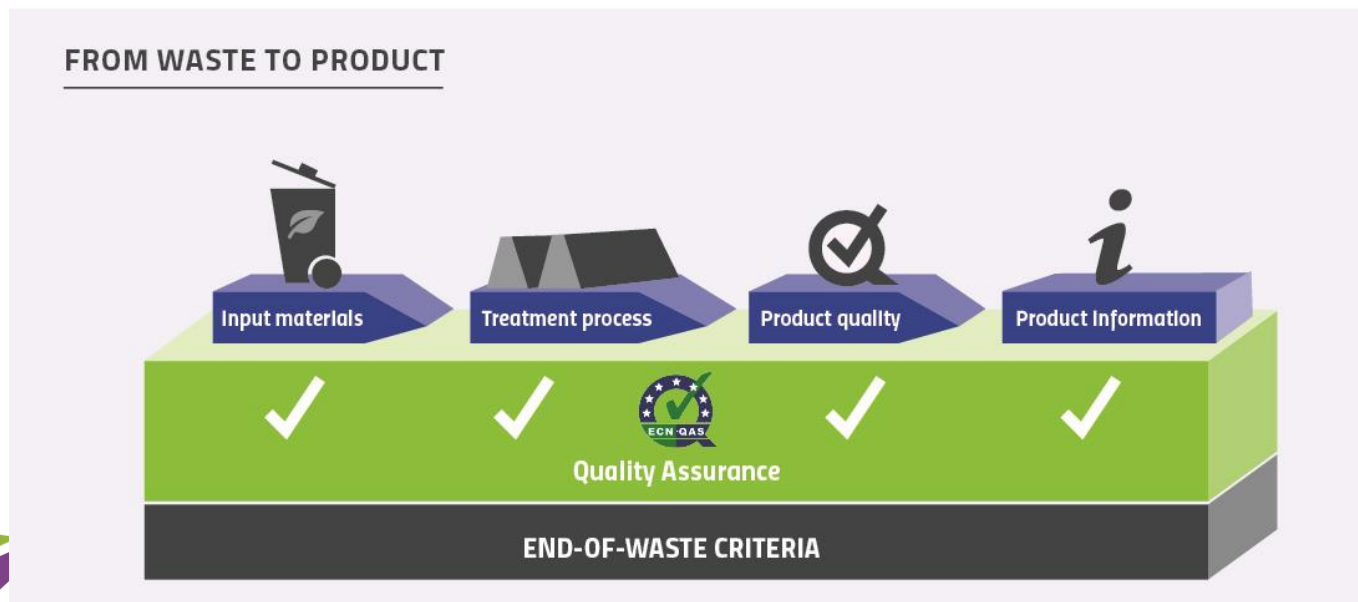 FROM WASTE TO PRODUCT
Input materials
Treatment process
Product quality
Product Information
ECN-QAS
Quality Assurance
END-OF-WASTE CRITERIA